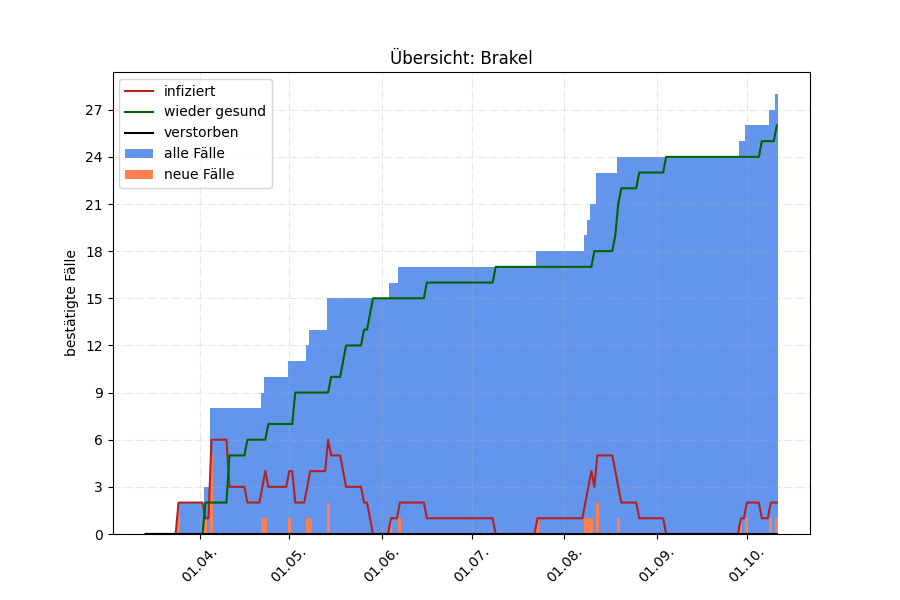 Übersicht: Brakel
infiziert
wieder gesund
verstorben
alle Fälle
neue Fälle
bestätigte Fälle
27
24
21
18
15
12
9
6
3
0
01.04.
01.05.
01.06.
01.07.
01.08.
01.09.
01.10.